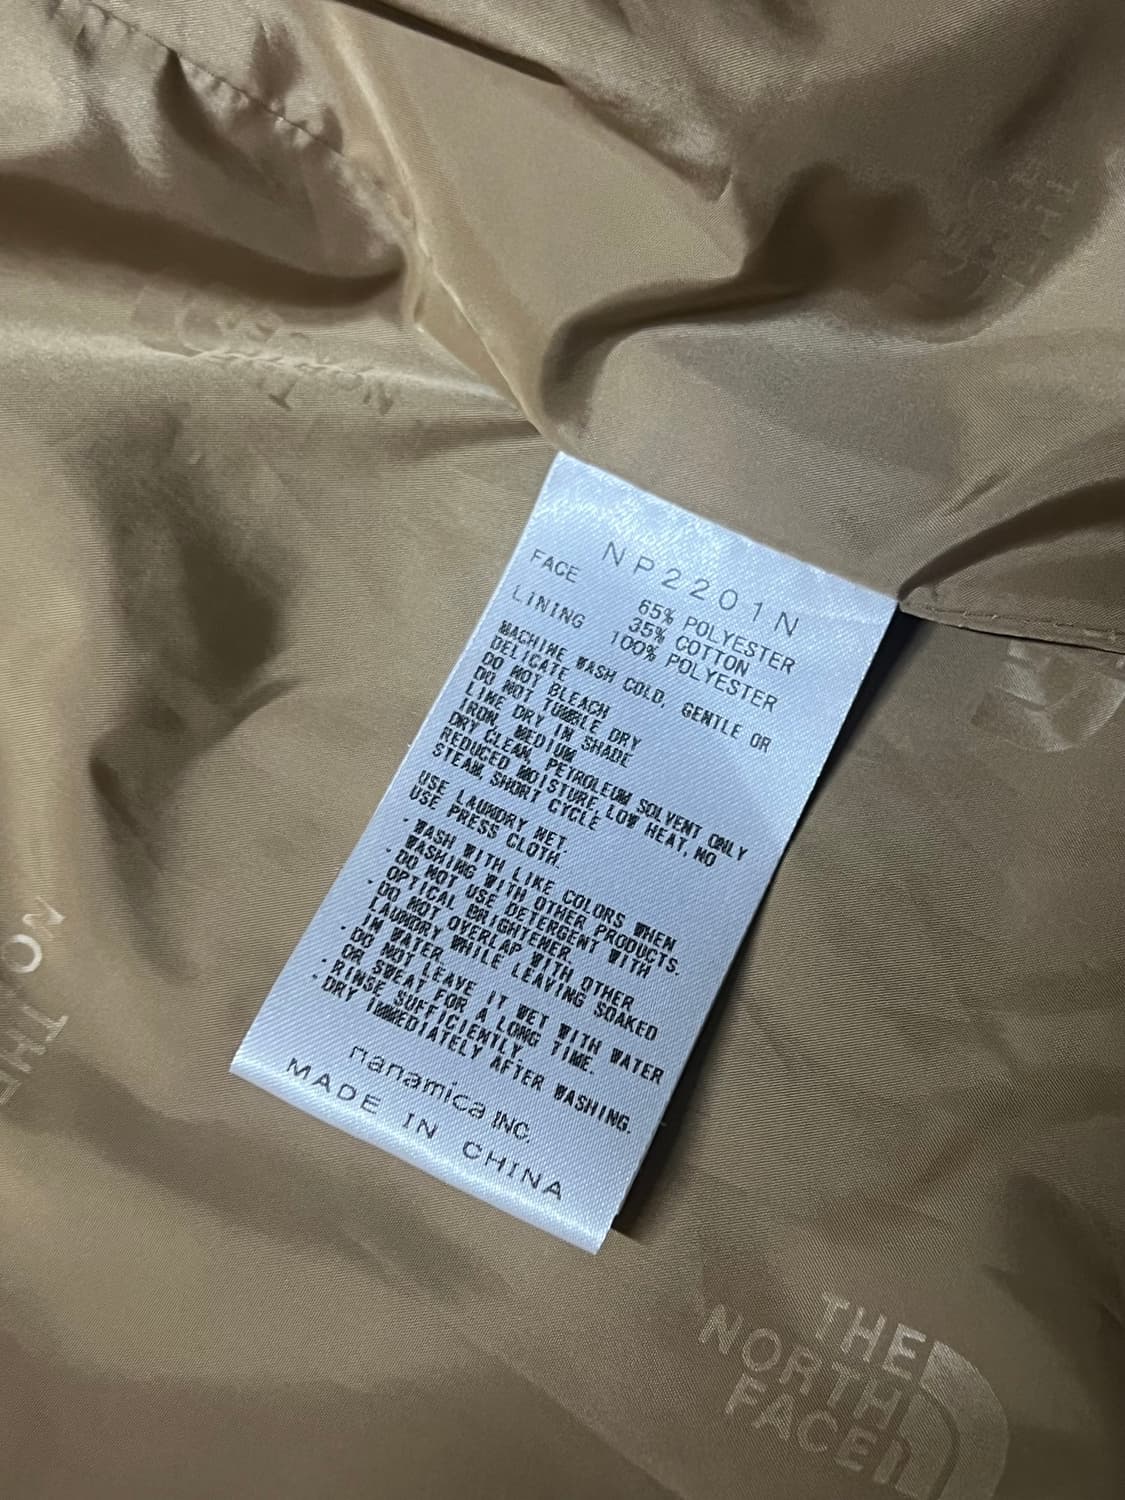 NP2201N
FACE 65% POLYESTER
35% COTTON
LINING 100% POLYESTER
MACHINE WASH COLD, GENTLE OR
DELICATE
DO NOT BLEACH
DO NOT TUMBLE DRY
LINE DRY IN SHADE
IRON, MEDIUM
DRY CLEAN, PETROLEUM SOLVENT ONLY
REDUCED MOISTURE, LOW HEAT, NO
STEAM, SHORT CYCLE
USE LAUNDRY NET.
USE PRESS CLOTH.
-WASH WITH LIKE COLORS WHEN
WASHING WITH OTHER PRODUCTS.
-DO NOT USE DETERGENT WITH
OPTICAL BRIGHTENER.
-DO NOT OVERLAP WITH OTHER
LAUNDRY WHILE LEAVING SOAKED
IN WATER.
-DO NOT LEAVE IT WET WITH WATER
OR SWEAT FOR A LONG TIME.
-RINSE SUFFICIENTLY.
-DRY IMMEDIATELY AFTER WASHING.
nanamica INC.
MADE IN CHINA
THE
NORTH
FACE